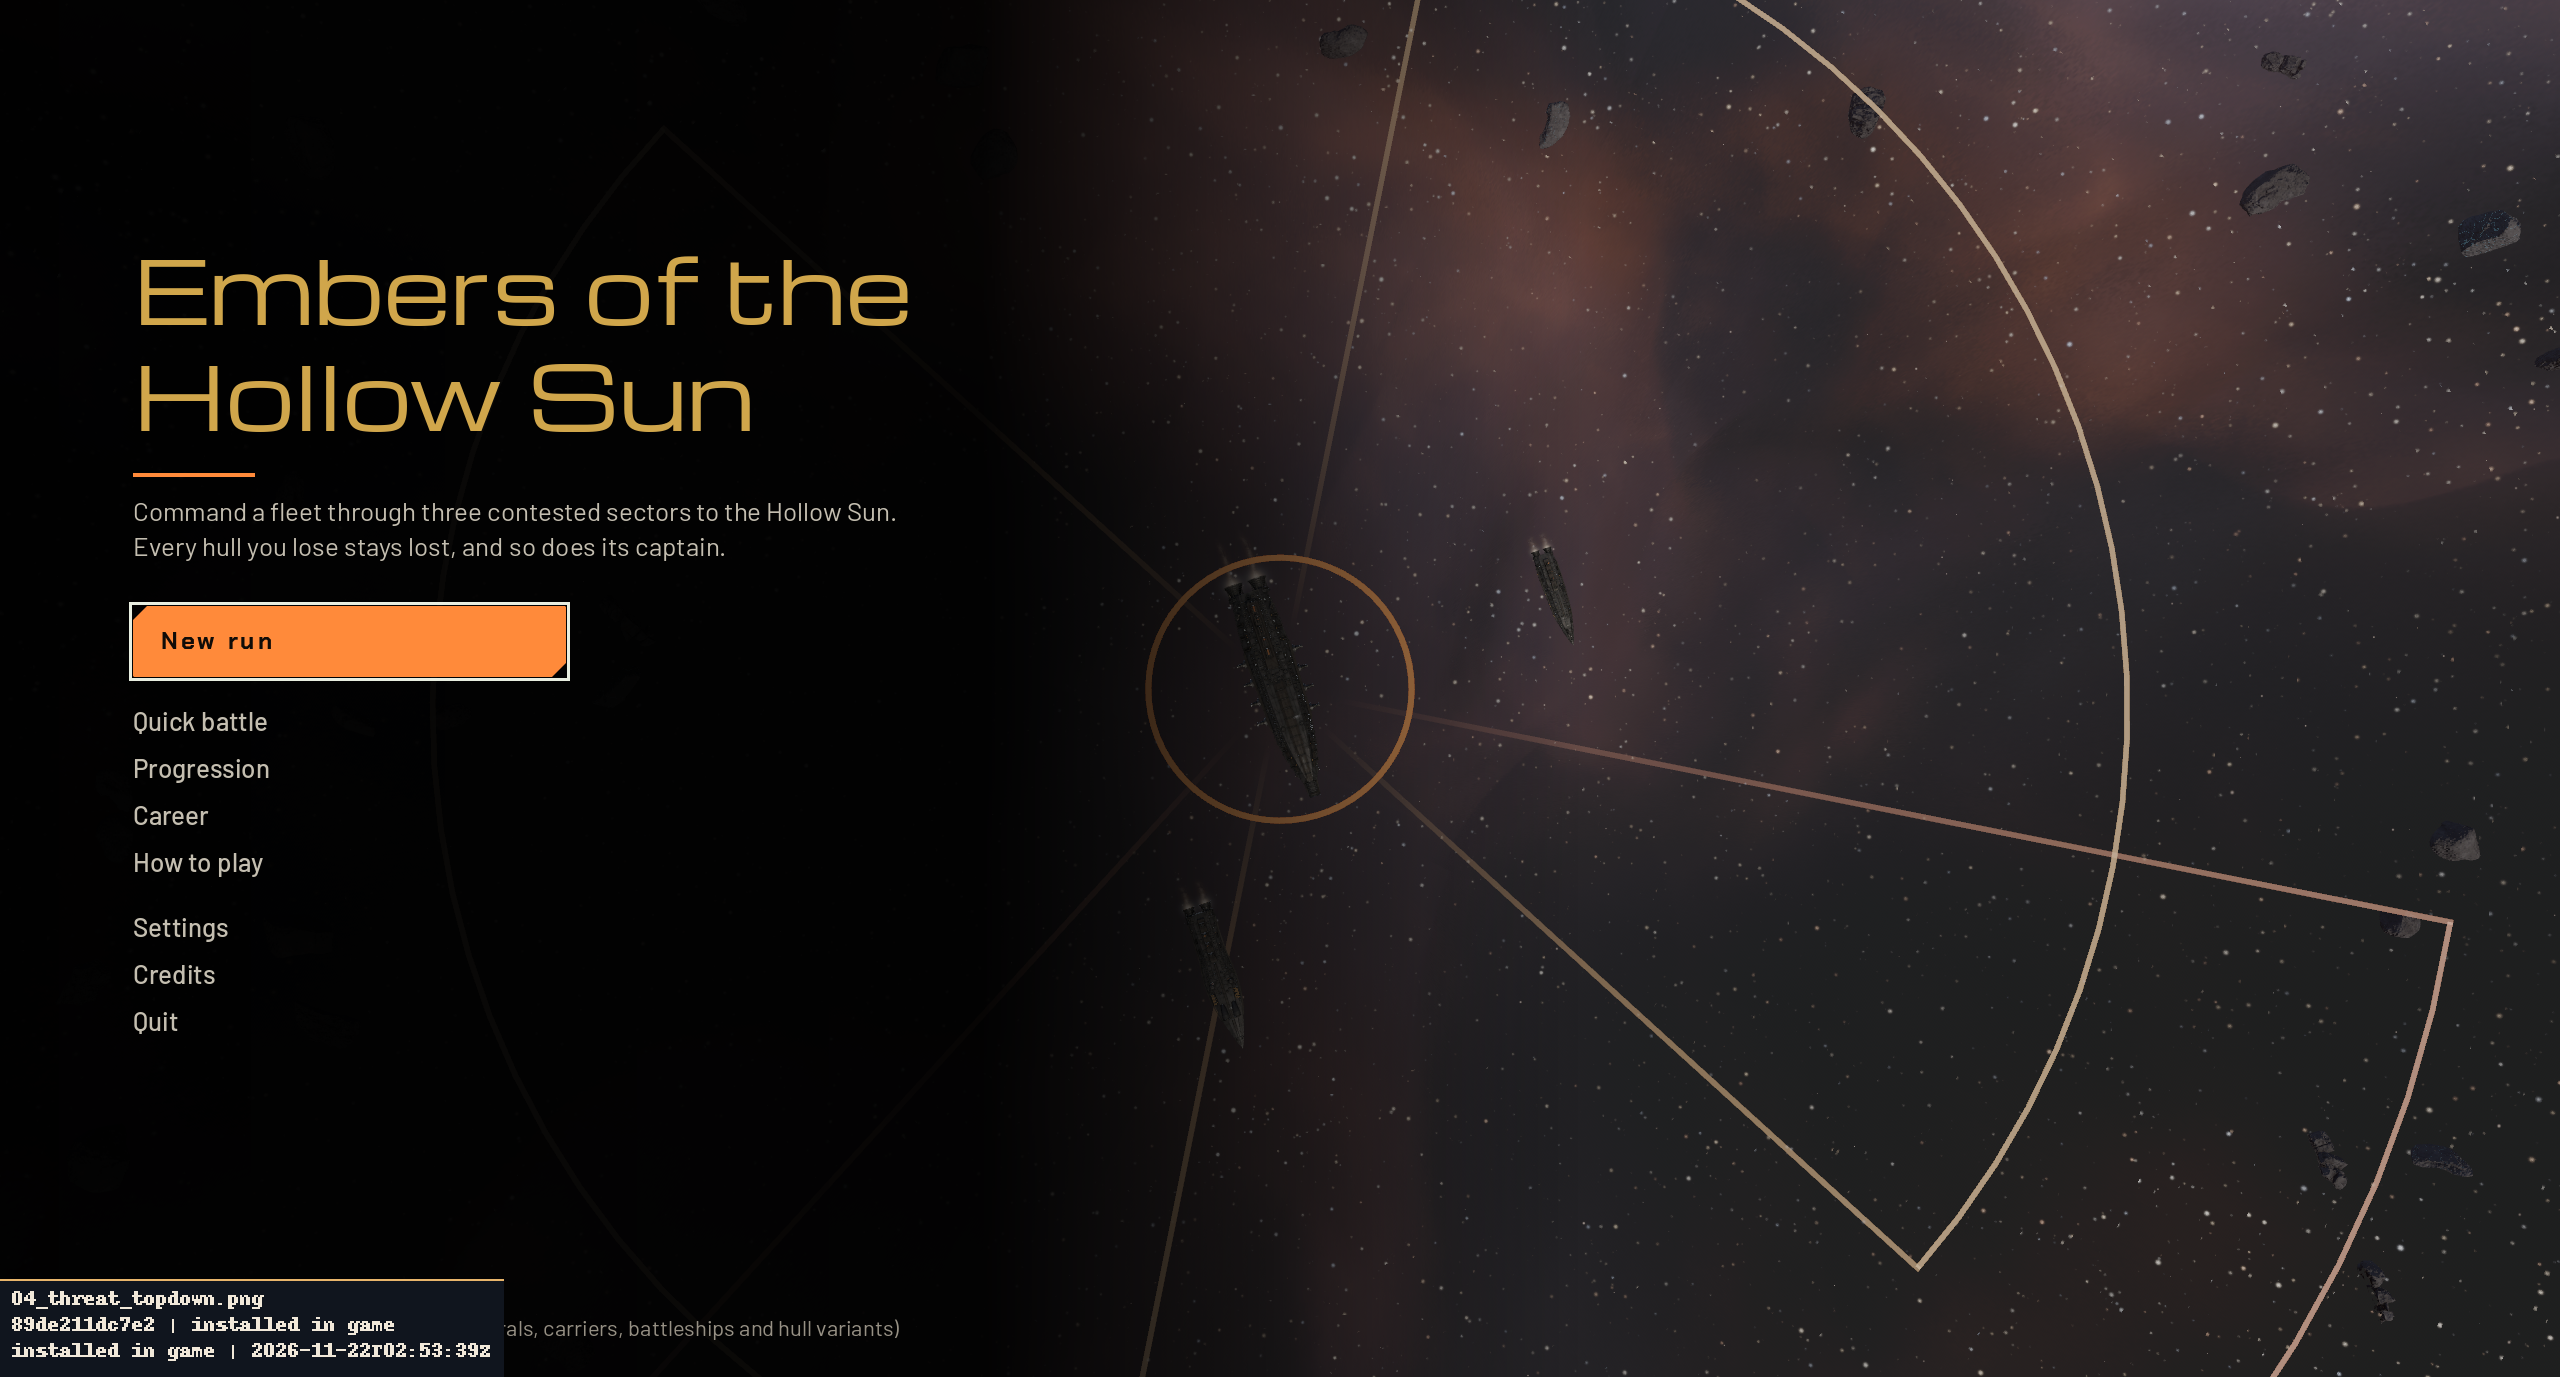 Embers of the
Hollow Sun
Command a fleet through three contested sectors to the Hollow Sun.
Every hull you lose stays lost, and so does its captain.
New run
Quick battle
Progression
Career
How to play
Settings
Credits
Quit
04_threat_topdown.png
89de211dc7e2 | installed in game
installed in game | 2026-11-22T02:53:39Z
carriers, battleships and hull variants)